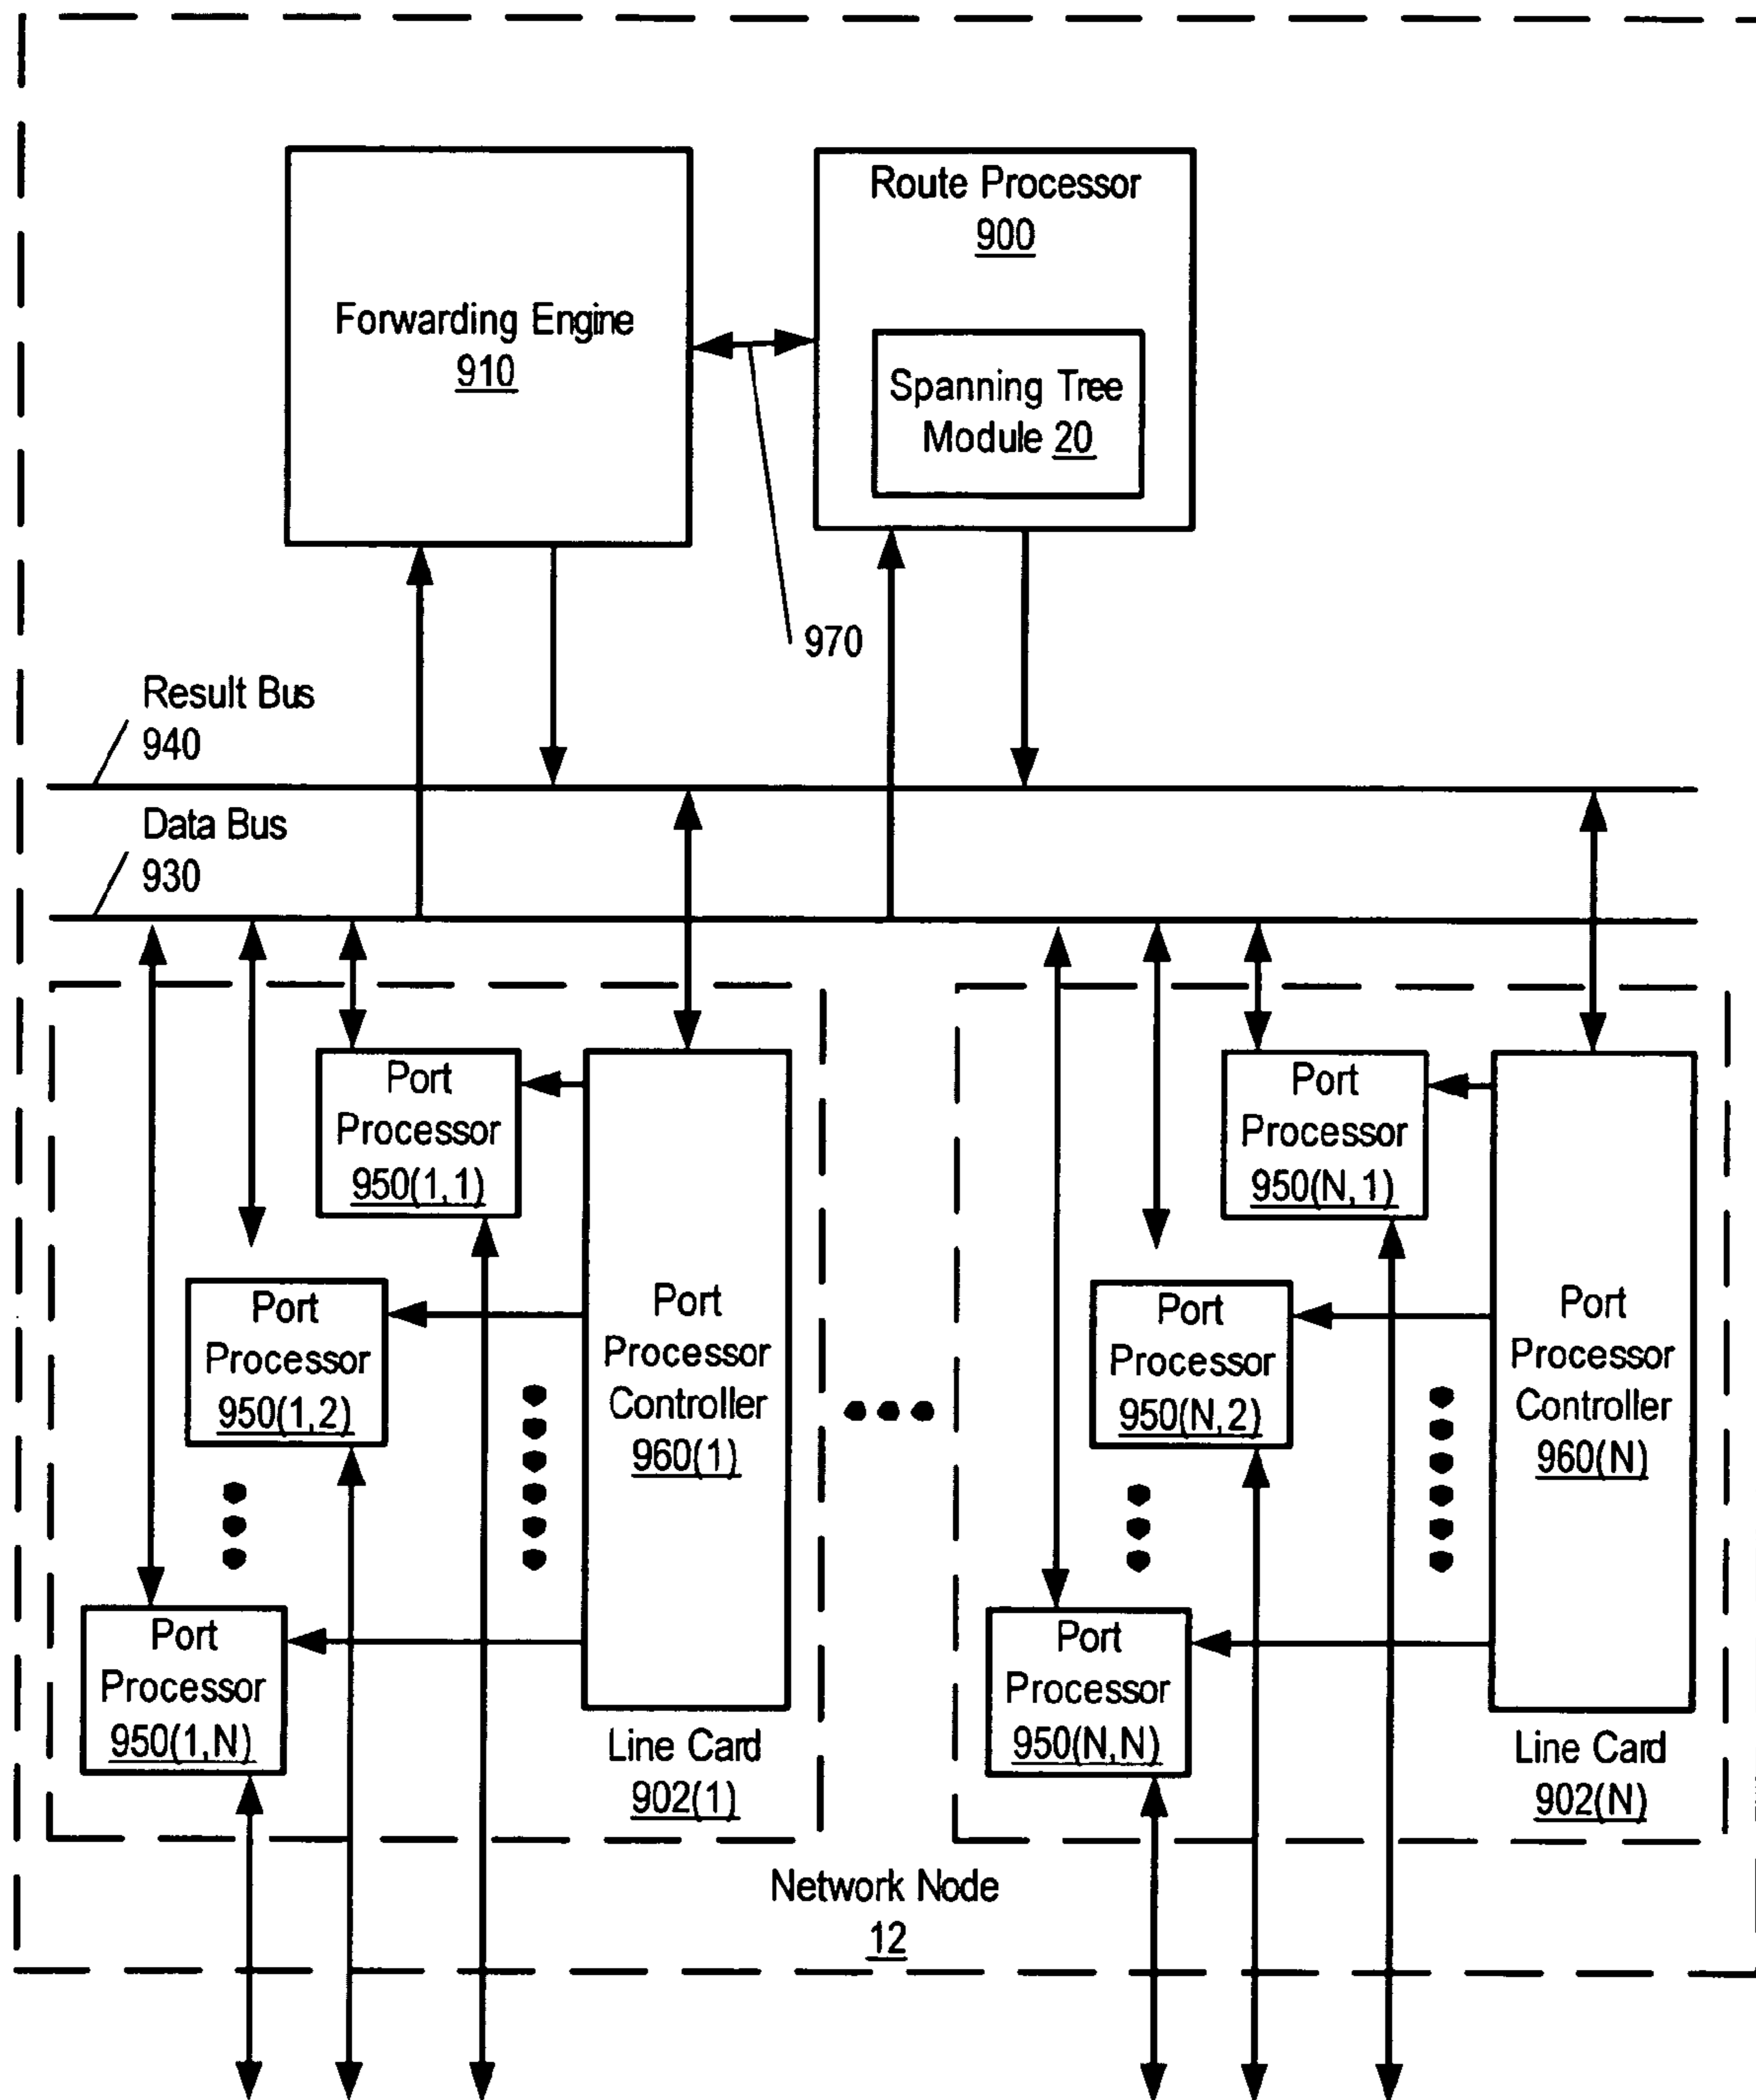 Forwarding Engine
910
Route Processor
900
Spanning Tree
Module 20
970
Result Bus
940
Data Bus
930
Port
Processor
950(1,1)
Port
Processor
950(1,2)
Port
Processor
950(1,N)
Port
Processor
Controller
960(1)
Line Card
902(1)
Port
Processor
950(N,1)
Port
Processor
950(N,2)
Port
Processor
950(N,N)
Port
Processor
Controller
960(N)
Line Card
902(N)
Network Node
12